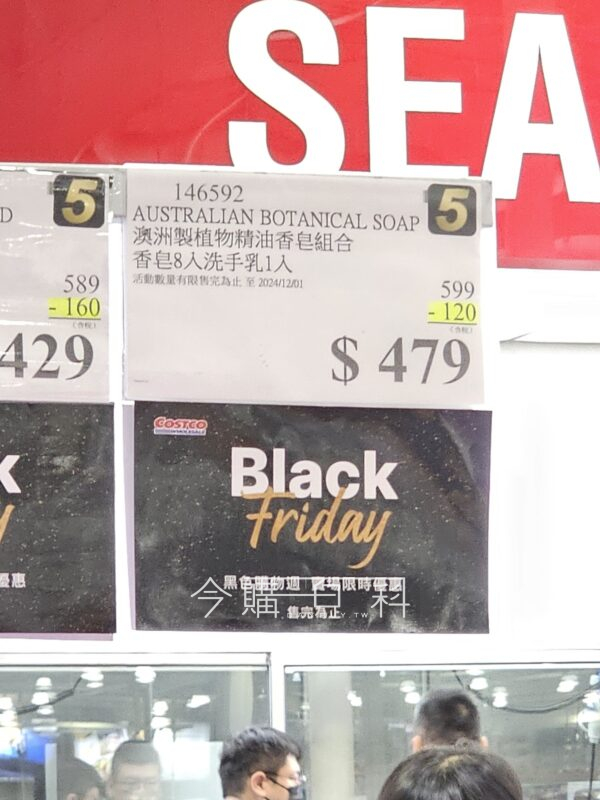 SEA
D
5
589
- 160
(含稅)
429
146592
5
AUSTRALIAN BOTANICAL SOAP
澳洲製植物精油香皂組合
香皂8入洗手乳1入
活動數量有限售完為止 至 2024/12/01
599
- 120
(含稅)
$ 479
k
y
優惠
COSTCO
WHOLESALE
Black
Friday
黑色購物週 賣場限時優惠
售完為止
今購百科